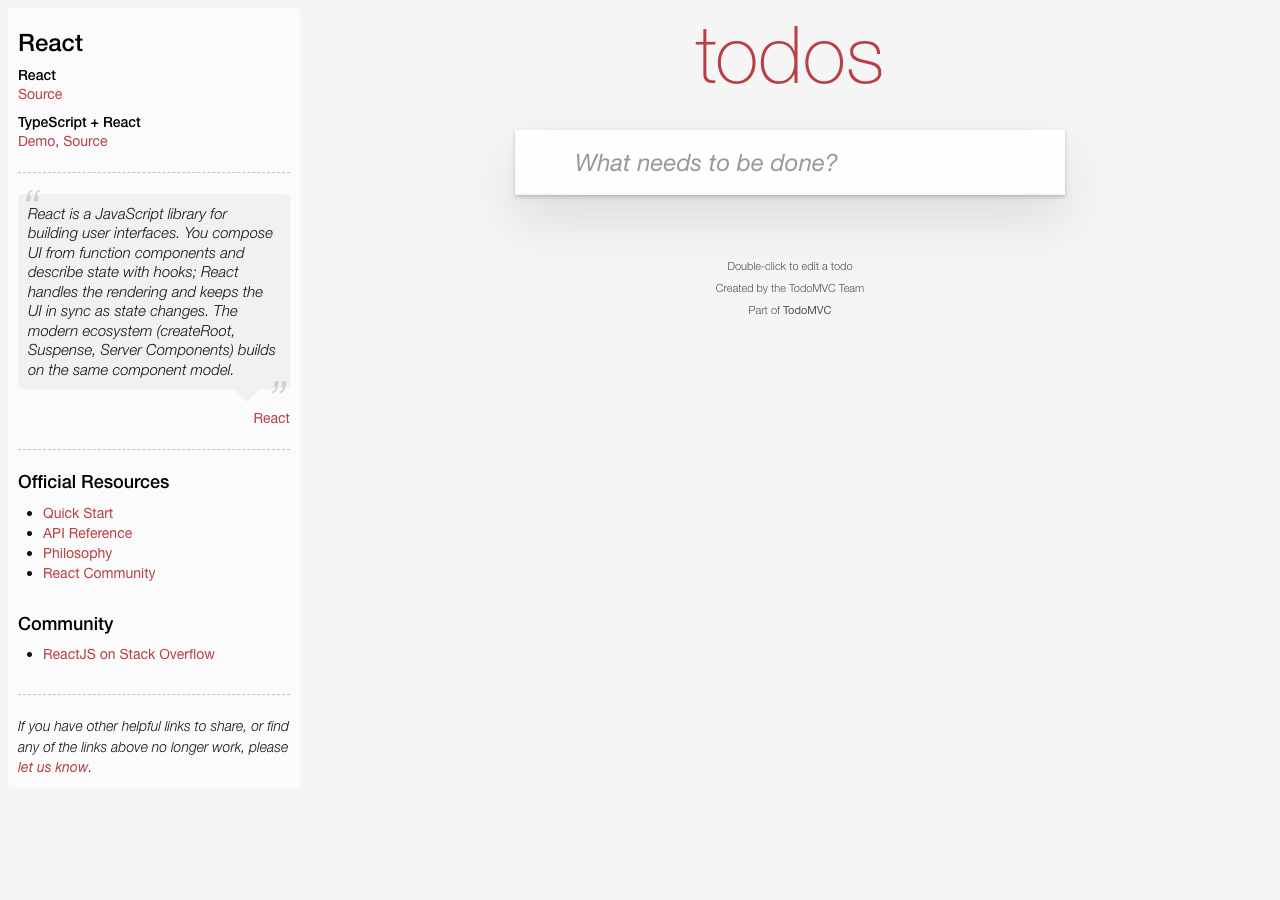 React
React
Source
TypeScript + React
Demo, Source
“
React is a JavaScript library for
building user interfaces. You compose
UI from function components and
describe state with hooks; React
handles the rendering and keeps the
UI in sync as state changes. The
modern ecosystem (createRoot,
Suspense, Server Components) builds
on the same component model.
”
React
Official Resources
Quick Start
API Reference
Philosophy
React Community
Community
ReactJS on Stack Overflow
If you have other helpful links to share, or find
any of the links above no longer work, please
let us know.
todos
What needs to be done?
Double-click to edit a todo
Created by the TodoMVC Team
Part of TodoMVC